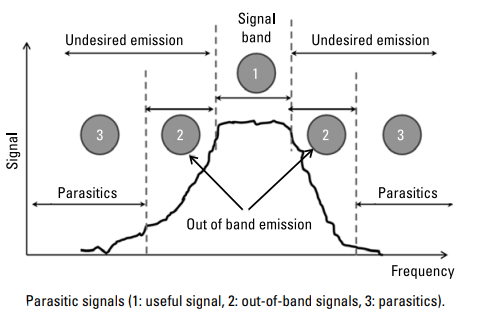 Signal
band
Undesired emission
Undesired emission
1
3
2
2
3
Signal
Parasitics
Parasitics
Out of band emission
Frequency
Parasitic signals (1: useful signal, 2: out-of-band signals, 3: parasitics).